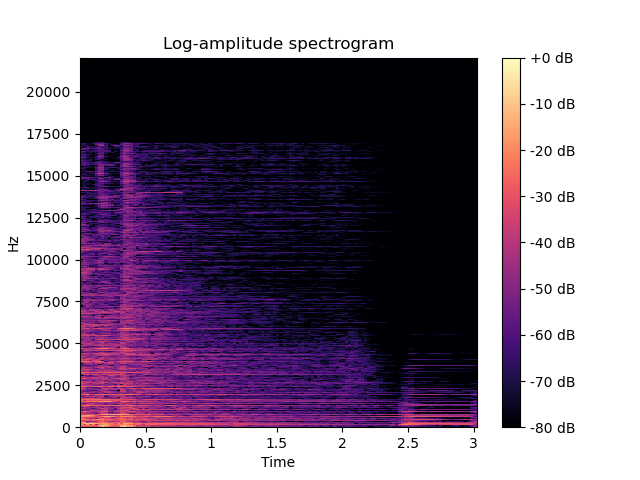 Log-amplitude spectrogram
Hz
20000
17500
15000
12500
10000
7500
5000
2500
0
0 0.5 1 1.5 2 2.5 3
Time
+0 dB
-10 dB
-20 dB
-30 dB
-40 dB
-50 dB
-60 dB
-70 dB
-80 dB